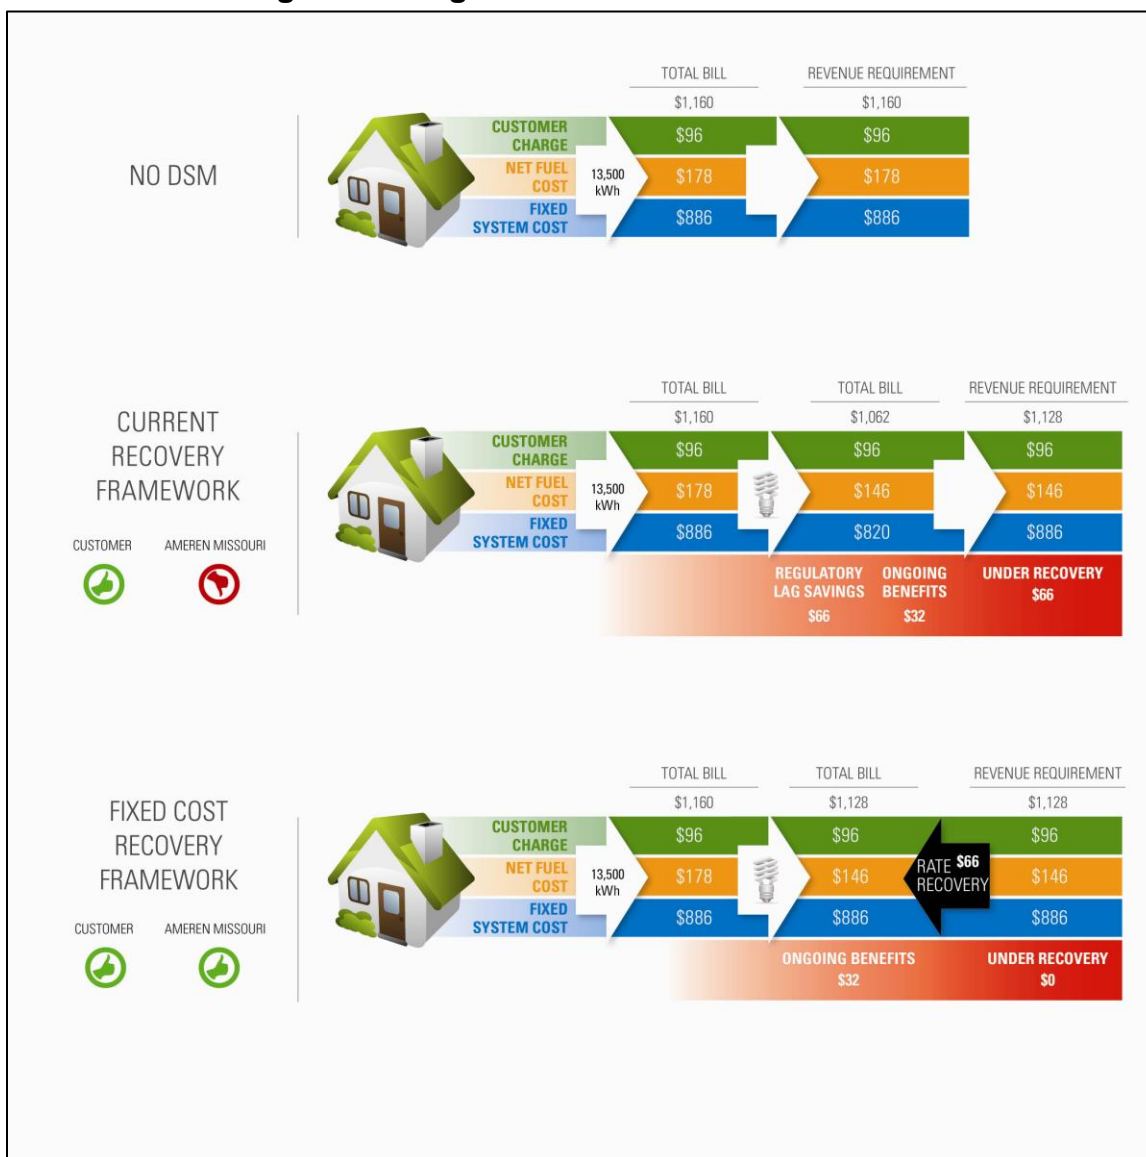 TOTAL BILL REVENUE REQUIREMENT
$1,160 $1,160
NO DSM
CUSTOMER
CHARGE
$96 $96
NET FUEL
COST
13,500
kWh
$178 $178
FIXED
SYSTEM COST
$886 $886
CURRENT
RECOVERY
FRAMEWORK
CUSTOMER AMEREN MISSOURI
TOTAL BILL TOTAL BILL REVENUE REQUIREMENT
$1,160 $1,062 $1,128
CUSTOMER
CHARGE
$96 $96 $96
NET FUEL
COST
13,500
kWh
$178 $146 $146
FIXED
SYSTEM COST
$886 $820 $886
REGULATORY
LAG SAVINGS
$66
ONGOING
BENEFITS
$32
UNDER RECOVERY
$66
FIXED COST
RECOVERY
FRAMEWORK
CUSTOMER AMEREN MISSOURI
TOTAL BILL TOTAL BILL REVENUE REQUIREMENT
$1,160 $1,128 $1,128
CUSTOMER
CHARGE
$96 $96 $96
NET FUEL
COST
13,500
kWh
$178 $146
RATE $66
RECOVERY
$146
FIXED
SYSTEM COST
$886 $886 $886
ONGOING BENEFITS
$32
UNDER RECOVERY
$0